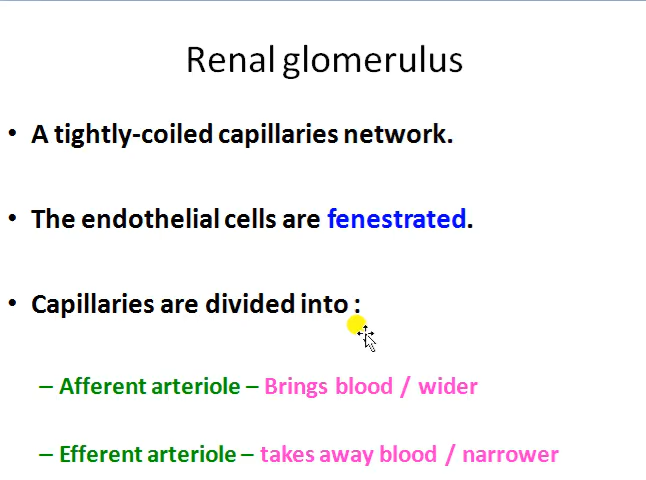 Renal glomerulus
• A tightly-coiled capillaries network.
• The endothelial cells are fenestrated.
• Capillaries are divided into :
– Afferent arteriole – Brings blood / wider
– Efferent arteriole – takes away blood / narrower